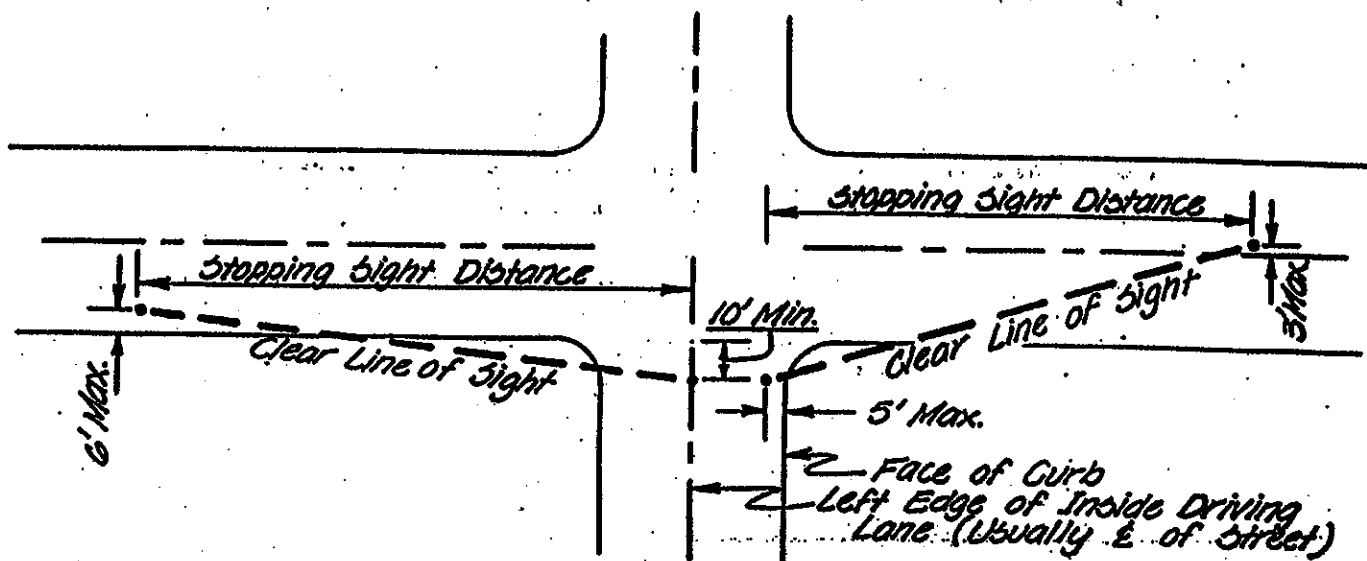 Stopping Sight Distance
Stopping Sight Distance
10' Min.
3' Max
Clear Line of Sight
Clear Line of Sight
6' Max.
5' Max.
Face of Curb
Left Edge of Inside Driving
Lane (Usually ℄ of Street)